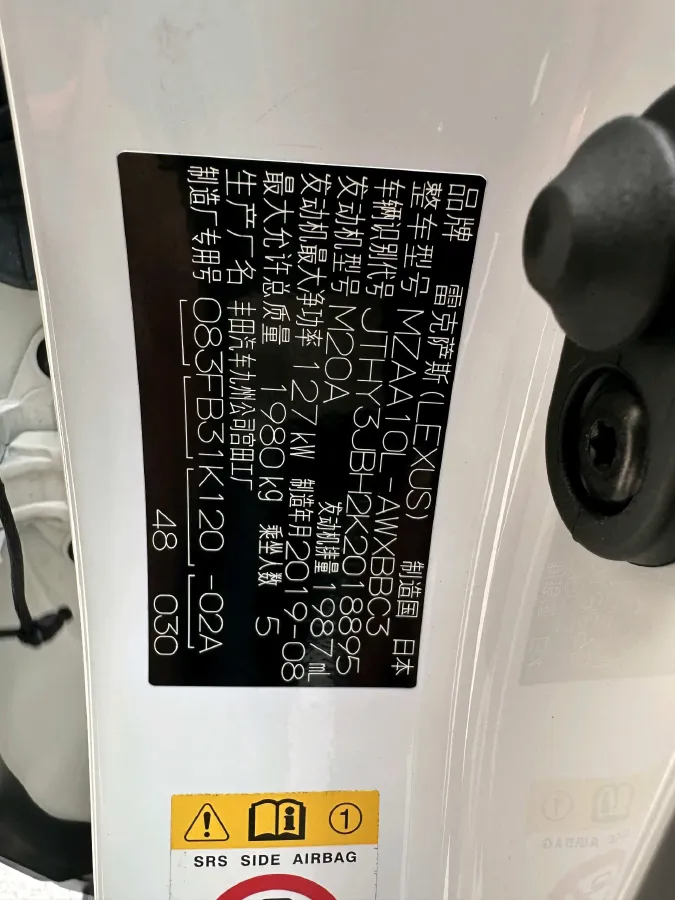 品牌 雷克萨斯(LEXUS) 制造国 日本
整车型号 MZAA10L-AWXBBC3
车辆识别代号 JTHY3JBH2K2018895
发动机型号 M20A 发动机排量 1987mL
发动机最大净功率 127kW 制造年月 2019-08
最大允许总质量 1980kg 乘坐人数 5
生产厂名 丰田汽车九州公司宫田工厂
制造厂专用号 083FB31K120-02A
48 030
1
SRS SIDE AIRBAG